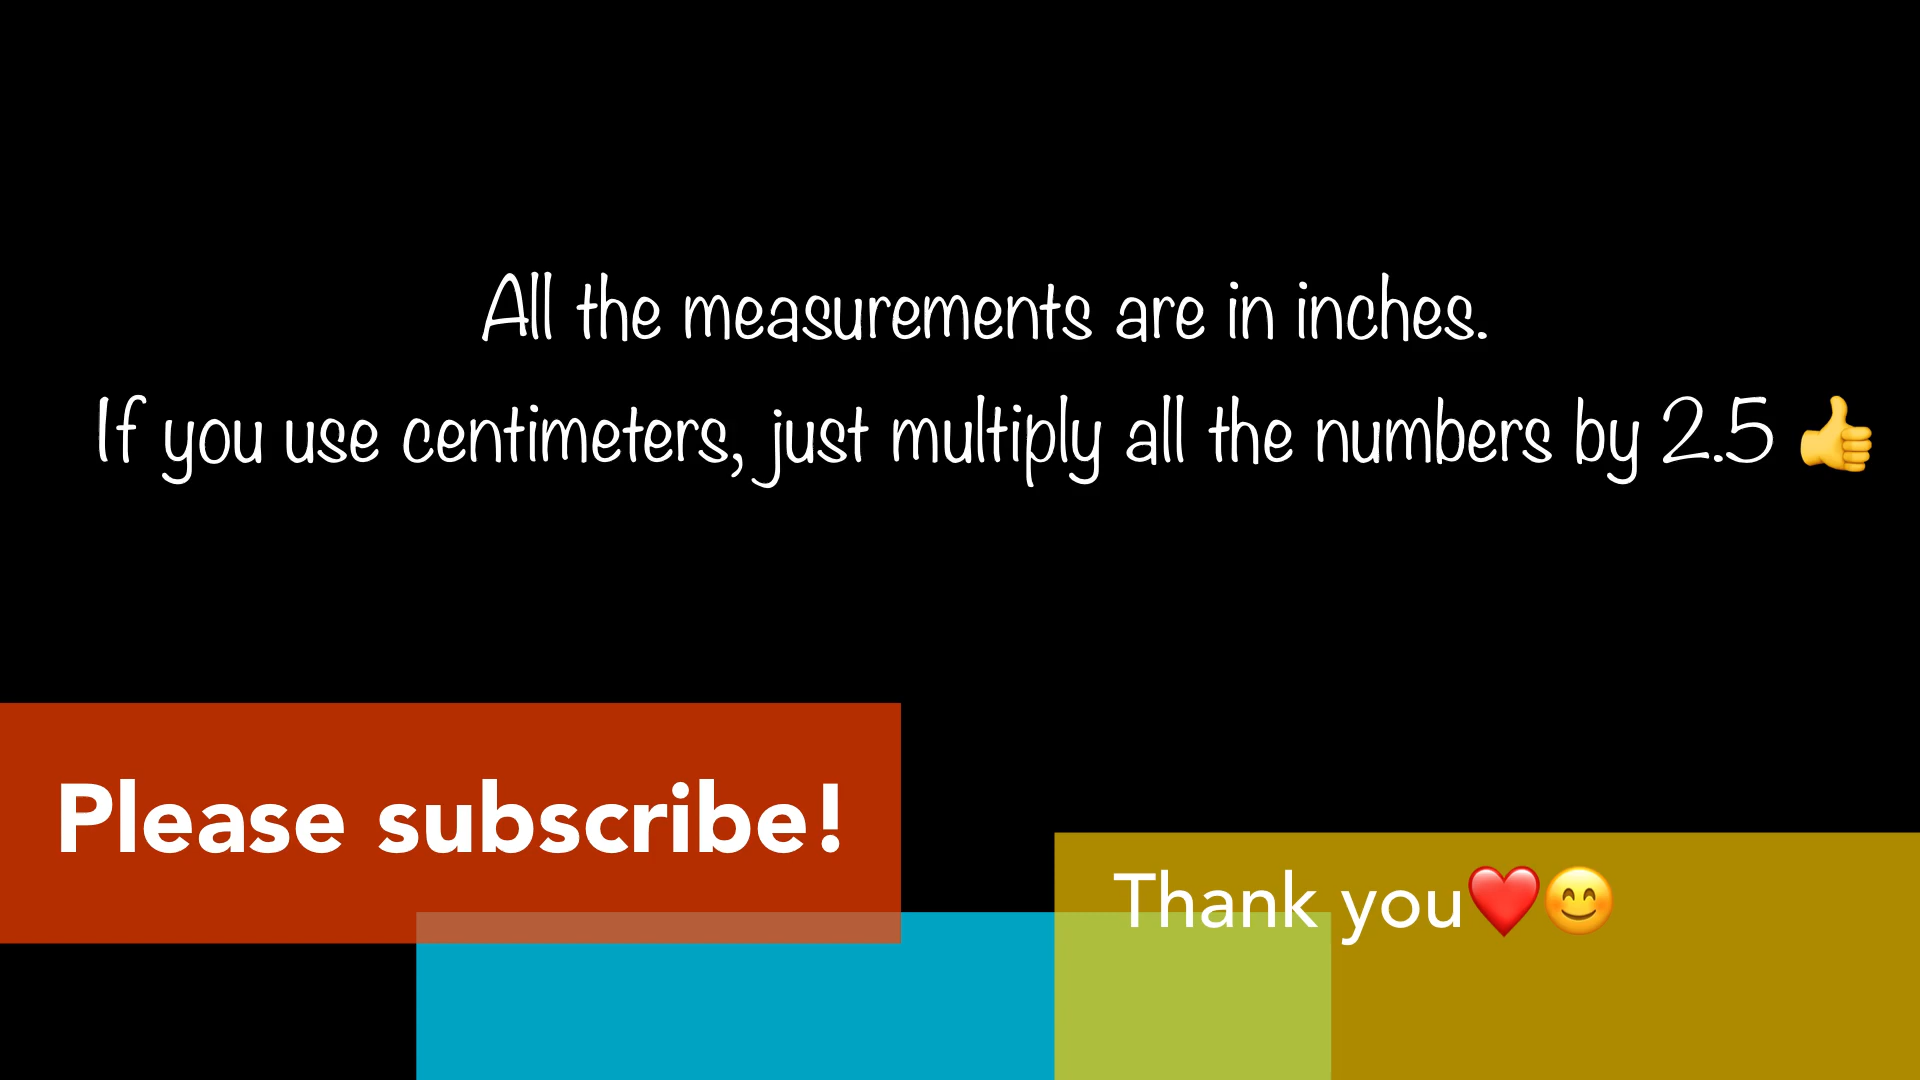 All the measurements are in inches.
If you use centimeters, just multiply all the numbers by 2.5 👍
Please subscribe!
Thank you❤️😊